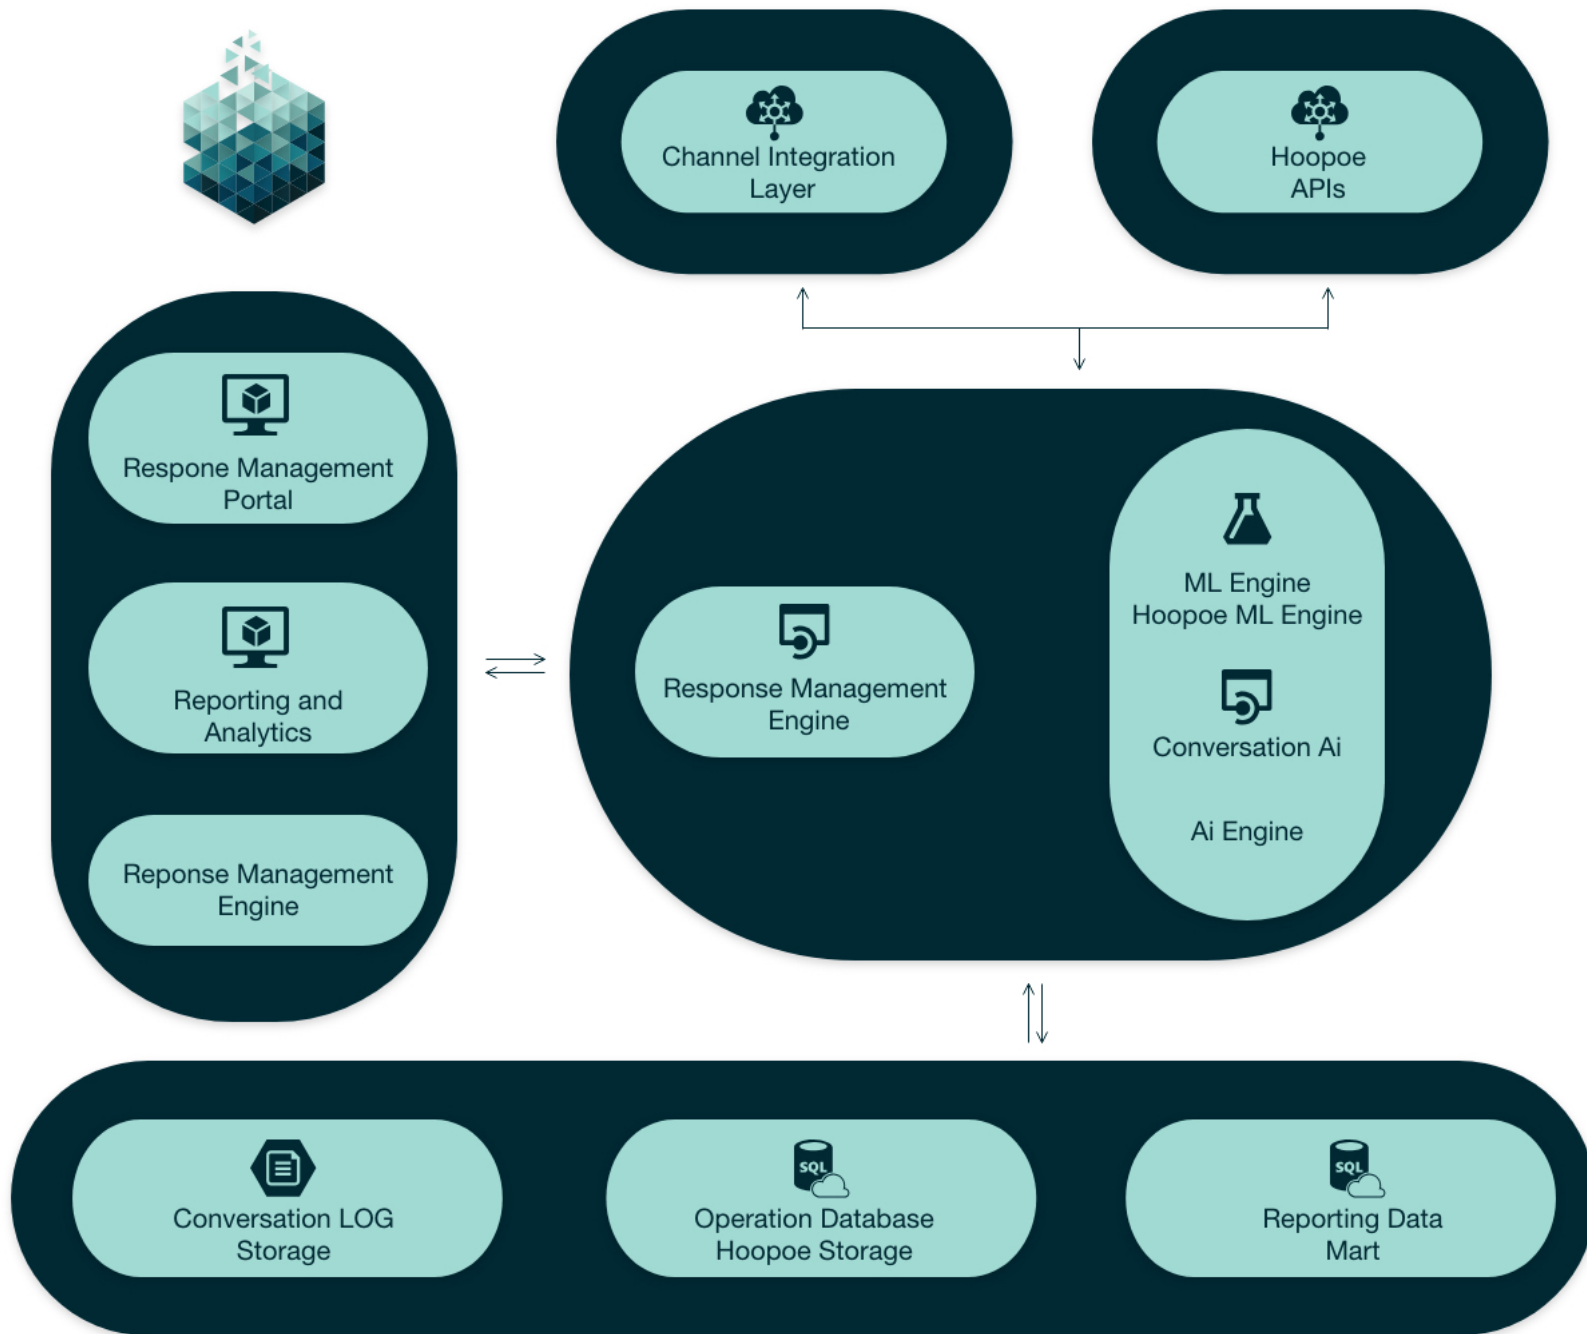 Channel Integration
Layer
Hoopoe
APIs
Respone Management
Portal
Reporting and
Analytics
Reponse Management
Engine
Response Management
Engine
ML Engine
Hoopoe ML Engine
Conversation Ai
Ai Engine
SQL
SQL
Conversation LOG
Storage
Operation Database
Hoopoe Storage
Reporting Data
Mart